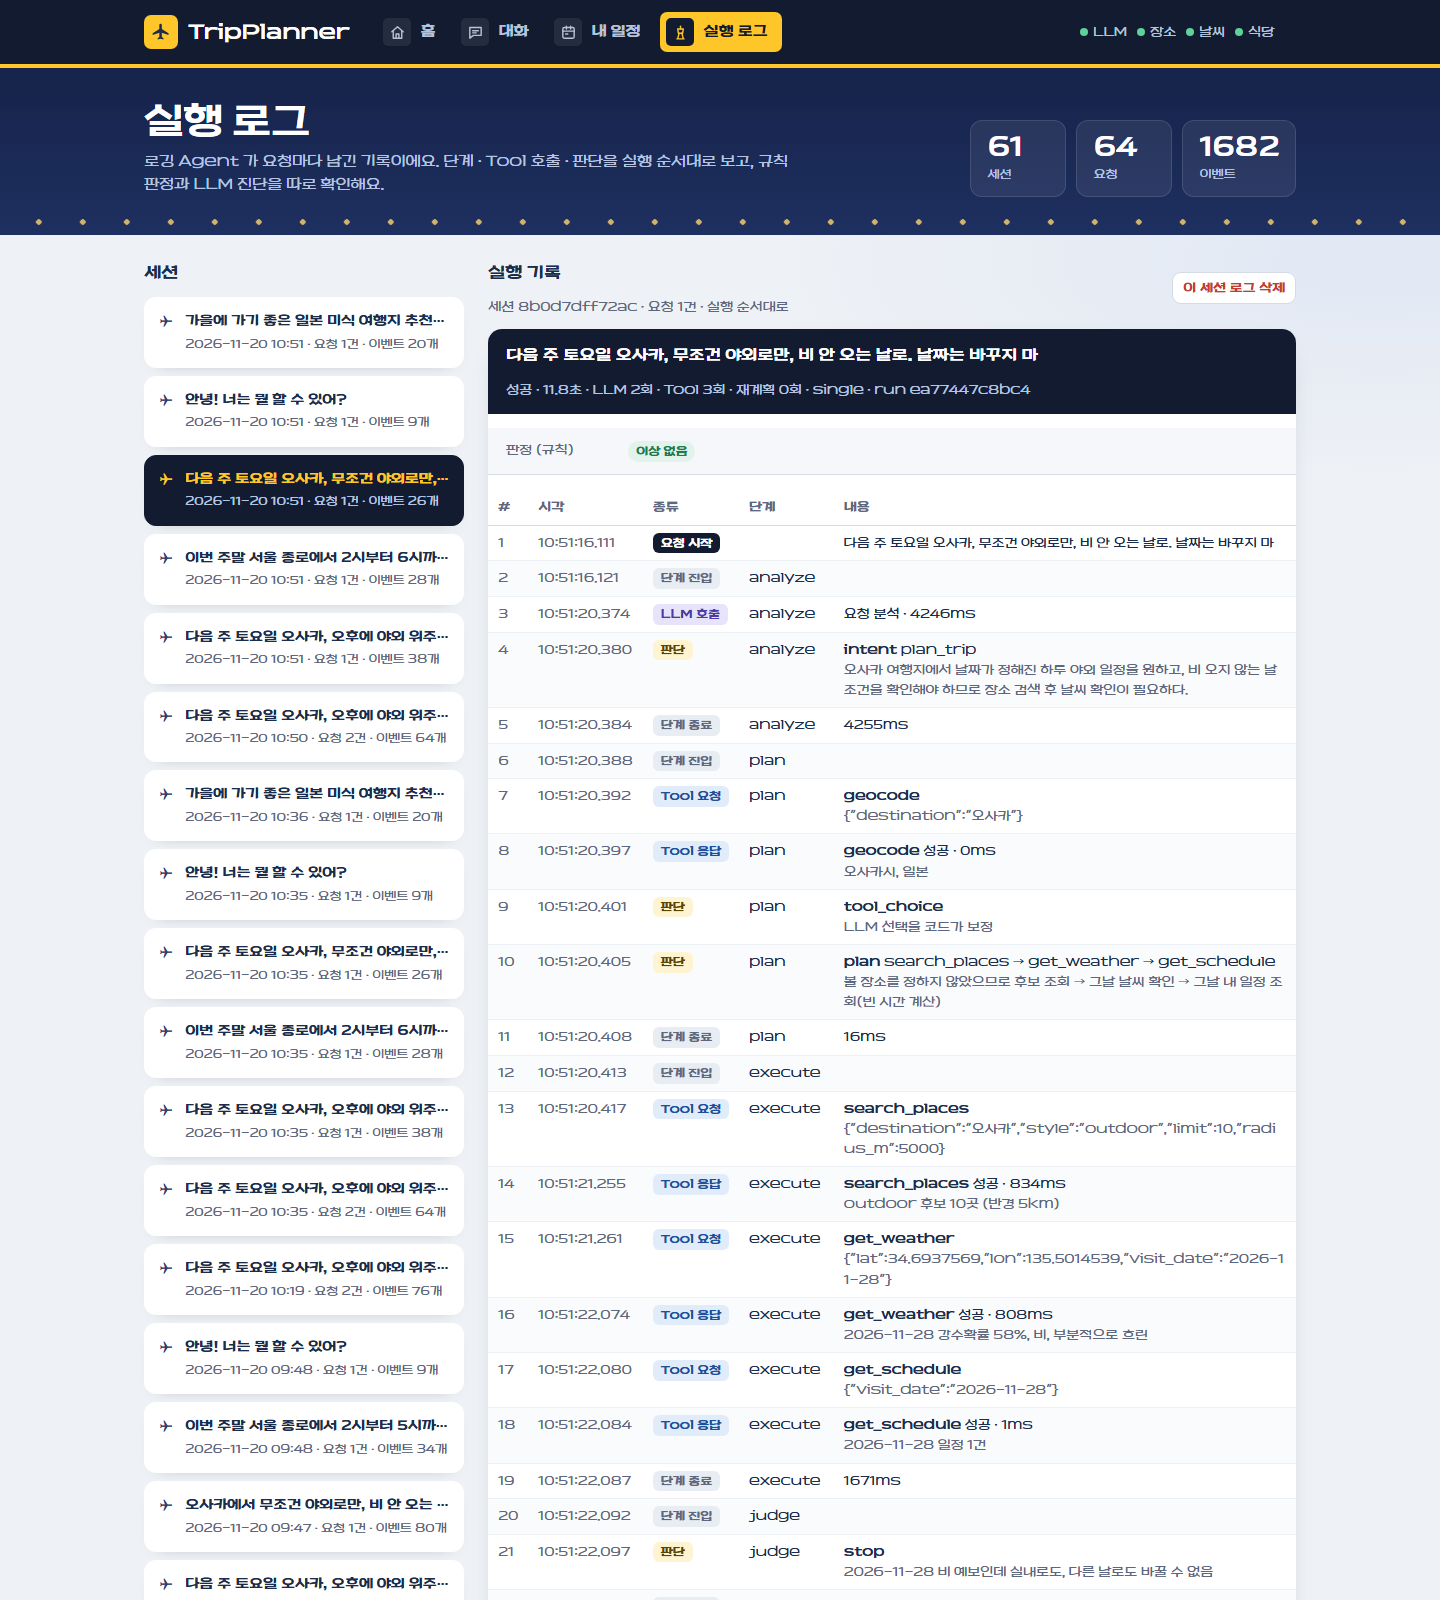 TripPlanner
홈
대화
내 일정
실행 로그
LLM
장소
날씨
식당
실행 로그
로깅 Agent 가 요청마다 남긴 기록이에요. 단계 · Tool 호출 · 판단을 실행 순서대로 보고, 규칙
판정과 LLM 진단을 따로 확인해요.
61
세션
64
요청
1682
이벤트
세션
가을에 가기 좋은 일본 미식 여행지 추천···
2026-11-20 10:51 · 요청 1건 · 이벤트 20개
안녕! 너는 뭘 할 수 있어?
2026-11-20 10:51 · 요청 1건 · 이벤트 9개
다음 주 토요일 오사카, 무조건 야외로만,···
2026-11-20 10:51 · 요청 1건 · 이벤트 26개
이번 주말 서울 종로에서 2시부터 6시까···
2026-11-20 10:51 · 요청 1건 · 이벤트 28개
다음 주 토요일 오사카, 오후에 야외 위주···
2026-11-20 10:51 · 요청 1건 · 이벤트 38개
다음 주 토요일 오사카, 오후에 야외 위주···
2026-11-20 10:50 · 요청 2건 · 이벤트 64개
가을에 가기 좋은 일본 미식 여행지 추천···
2026-11-20 10:36 · 요청 1건 · 이벤트 20개
안녕! 너는 뭘 할 수 있어?
2026-11-20 10:35 · 요청 1건 · 이벤트 9개
다음 주 토요일 오사카, 무조건 야외로만,···
2026-11-20 10:35 · 요청 1건 · 이벤트 26개
이번 주말 서울 종로에서 2시부터 6시까···
2026-11-20 10:35 · 요청 1건 · 이벤트 28개
다음 주 토요일 오사카, 오후에 야외 위주···
2026-11-20 10:35 · 요청 1건 · 이벤트 38개
다음 주 토요일 오사카, 오후에 야외 위주···
2026-11-20 10:35 · 요청 2건 · 이벤트 64개
다음 주 토요일 오사카, 오후에 야외 위주···
2026-11-20 10:19 · 요청 2건 · 이벤트 76개
안녕! 너는 뭘 할 수 있어?
2026-11-20 09:48 · 요청 1건 · 이벤트 9개
이번 주말 서울 종로에서 2시부터 5시까···
2026-11-20 09:48 · 요청 1건 · 이벤트 34개
오사카에서 무조건 야외로만, 비 안 오는 ···
2026-11-20 09:47 · 요청 1건 · 이벤트 80개
다음 주 토요일 오사카, 오후에 야외 위주···
실행 기록
세션 8b0d7dff72ac · 요청 1건 · 실행 순서대로
이 세션 로그 삭제
다음 주 토요일 오사카, 무조건 야외로만, 비 안 오는 날로. 날짜는 바꾸지 마
성공 · 11.8초 · LLM 2회 · Tool 3회 · 재계획 0회 · single · run ea77447c8bc4
판정 (규칙) 이상 없음
# 시각 종류 단계 내용
1 10:51:16.111 요청 시작 다음 주 토요일 오사카, 무조건 야외로만, 비 안 오는 날로. 날짜는 바꾸지 마
2 10:51:16.121 단계 진입 analyze
3 10:51:20.374 LLM 호출 analyze 요청 분석 · 4246ms
4 10:51:20.380 판단 analyze intent plan_trip
오사카 여행지에서 날짜가 정해진 하루 야외 일정을 원하고, 비 오지 않는 날
조건을 확인해야 하므로 장소 검색 후 날씨 확인이 필요하다.
5 10:51:20.384 단계 종료 analyze 4255ms
6 10:51:20.388 단계 진입 plan
7 10:51:20.392 Tool 요청 plan geocode
{"destination":"오사카"}
8 10:51:20.397 Tool 응답 plan geocode 성공 · 0ms
오사카시, 일본
9 10:51:20.401 판단 plan tool_choice
LLM 선택을 코드가 보정
10 10:51:20.405 판단 plan plan search_places → get_weather → get_schedule
볼 장소를 정하지 않았으므로 후보 조회 → 그날 날씨 확인 → 그날 내 일정 조
회(빈 시간 계산)
11 10:51:20.408 단계 종료 plan 16ms
12 10:51:20.413 단계 진입 execute
13 10:51:20.417 Tool 요청 execute search_places
{"destination":"오사카","style":"outdoor","limit":10,"radi
us_m":5000}
14 10:51:21.255 Tool 응답 execute search_places 성공 · 834ms
outdoor 후보 10곳 (반경 5km)
15 10:51:21.261 Tool 요청 execute get_weather
{"lat":34.6937569,"lon":135.5014539,"visit_date":"2026-1
1-28"}
16 10:51:22.074 Tool 응답 execute get_weather 성공 · 808ms
2026-11-28 강수확률 58%, 비, 부분적으로 흐린
17 10:51:22.080 Tool 요청 execute get_schedule
{"visit_date":"2026-11-28"}
18 10:51:22.084 Tool 응답 execute get_schedule 성공 · 1ms
2026-11-28 일정 1건
19 10:51:22.087 단계 종료 execute 1671ms
20 10:51:22.092 단계 진입 judge
21 10:51:22.097 판단 judge stop
2026-11-28 비 예보인데 실내로도, 다른 날로도 바꿀 수 없음